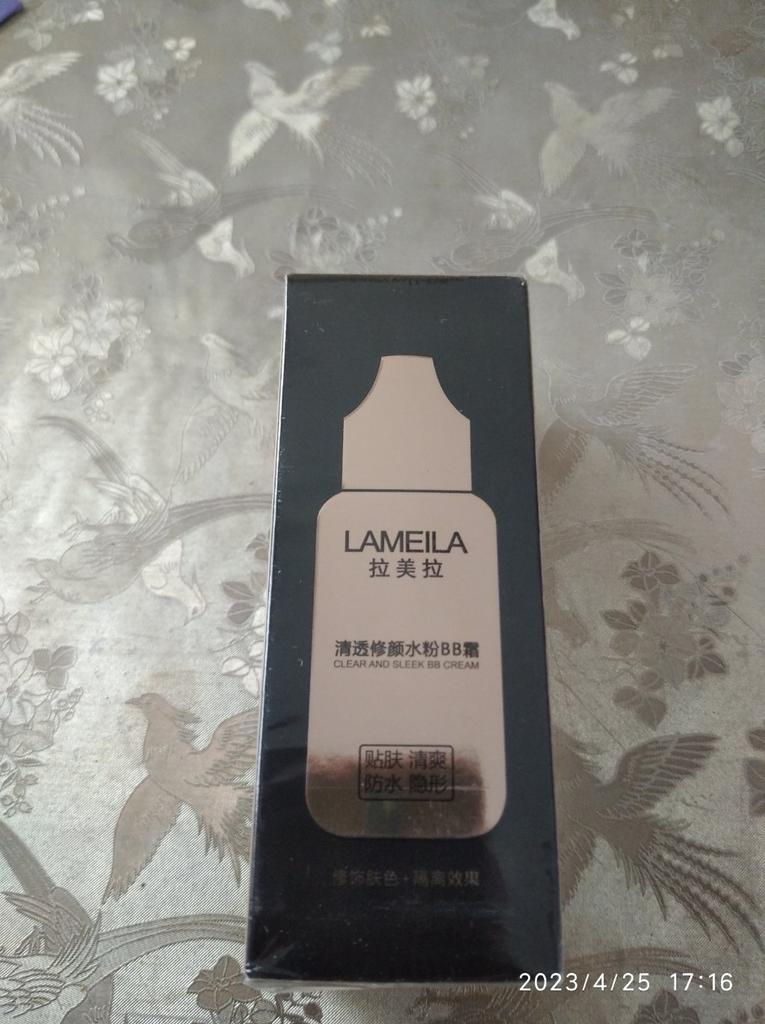 LAMEILA
拉美拉
清透修颜水粉BB霜
CLEAR AND SLEEK BB CREAM
贴肤 清爽
防水 隐形
修饰肤色+隔离效果
2023/4/25 17:16